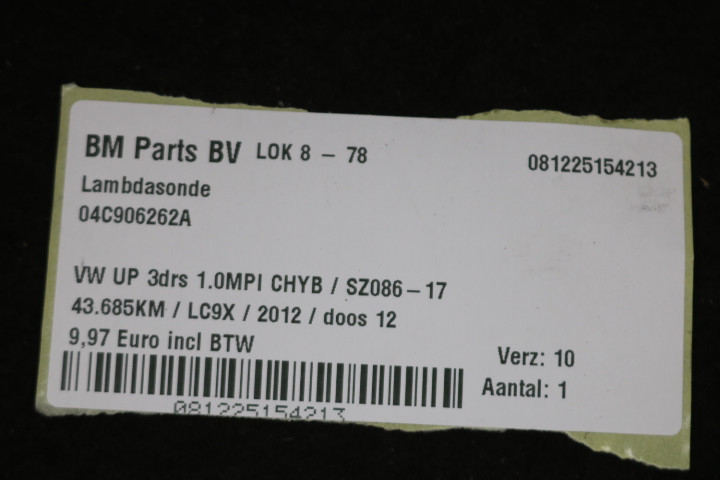 BM Parts BV LOK 8 – 78
081225154213
Lambdasonde
04C906262A
VW UP 3drs 1.0MPI CHYB / SZ086-17
43.685KM / LC9X / 2012 / doos 12
9,97 Euro incl BTW
Verz: 10
Aantal: 1
081225154213